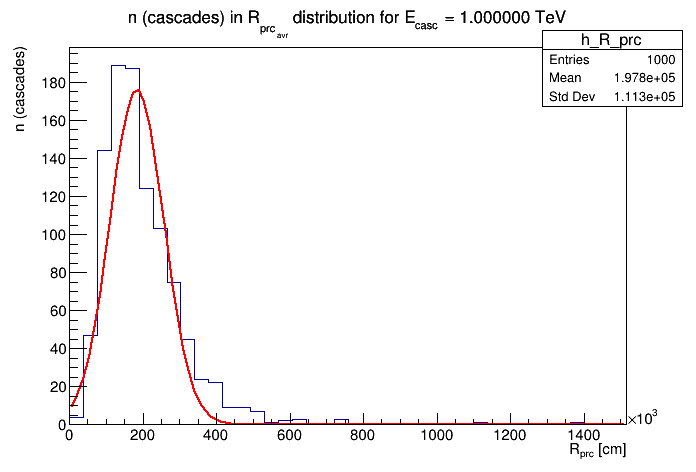 n (cascades) in R_prc_avr distribution for E_casc = 1.000000 TeV
h_R_prc
Entries 1000
Mean 1.978e+05
Std Dev 1.113e+05
n (cascades)
180
160
140
120
100
80
60
40
20
0
0 200 400 600 800 1000 1200 1400
×10³
R_prc [cm]